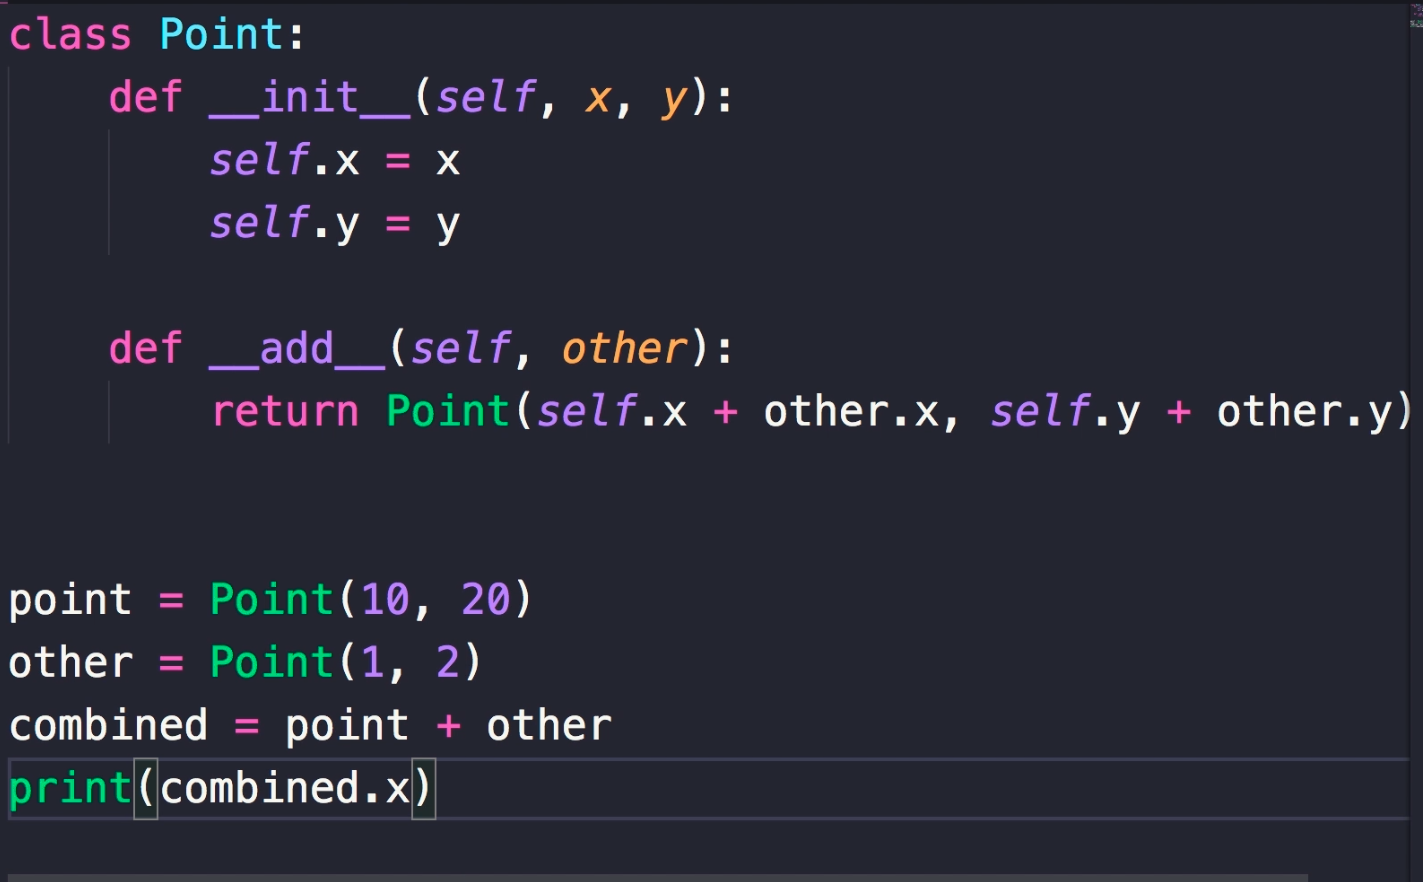 class Point:
    def __init__(self, x, y):
        self.x = x
        self.y = y

    def __add__(self, other):
        return Point(self.x + other.x, self.y + other.y)


point = Point(10, 20)
other = Point(1, 2)
combined = point + other
print(combined.x)